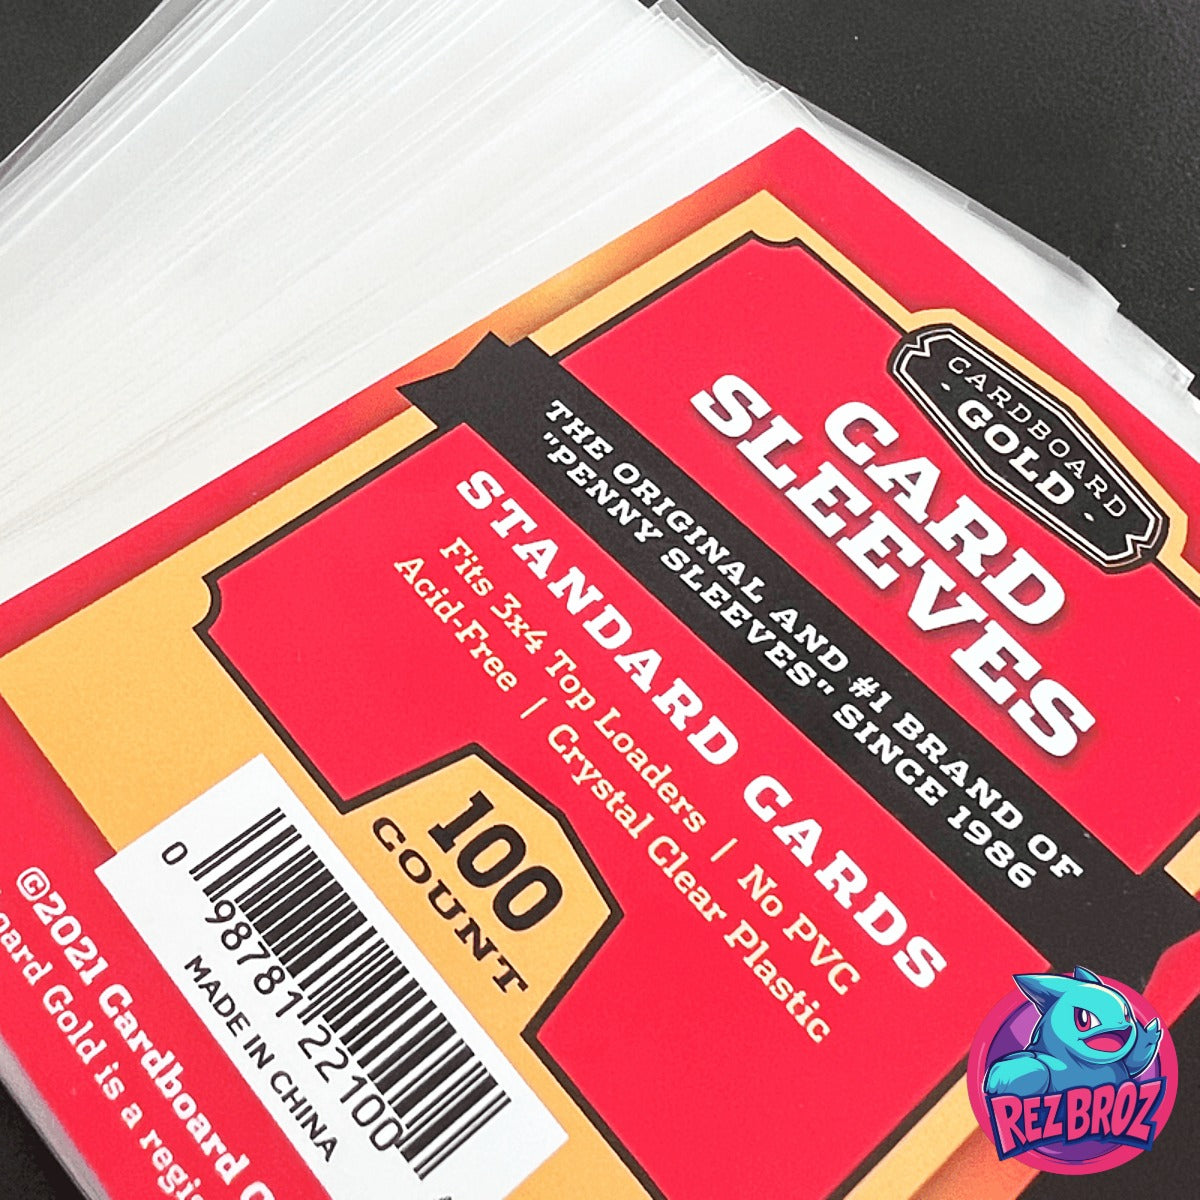 CARDBOARD
- GOLD -
CARD
SLEEVES
THE ORIGINAL AND #1 BRAND OF
"PENNY SLEEVES" SINCE 1986
STANDARD CARDS
Fits 3x4 Top Loaders | No PVC
Acid-Free | Crystal Clear Plastic
100
COUNT
0 98781 22100
MADE IN CHINA
©2021 Cardboard
Gold is a
REZ BROZ